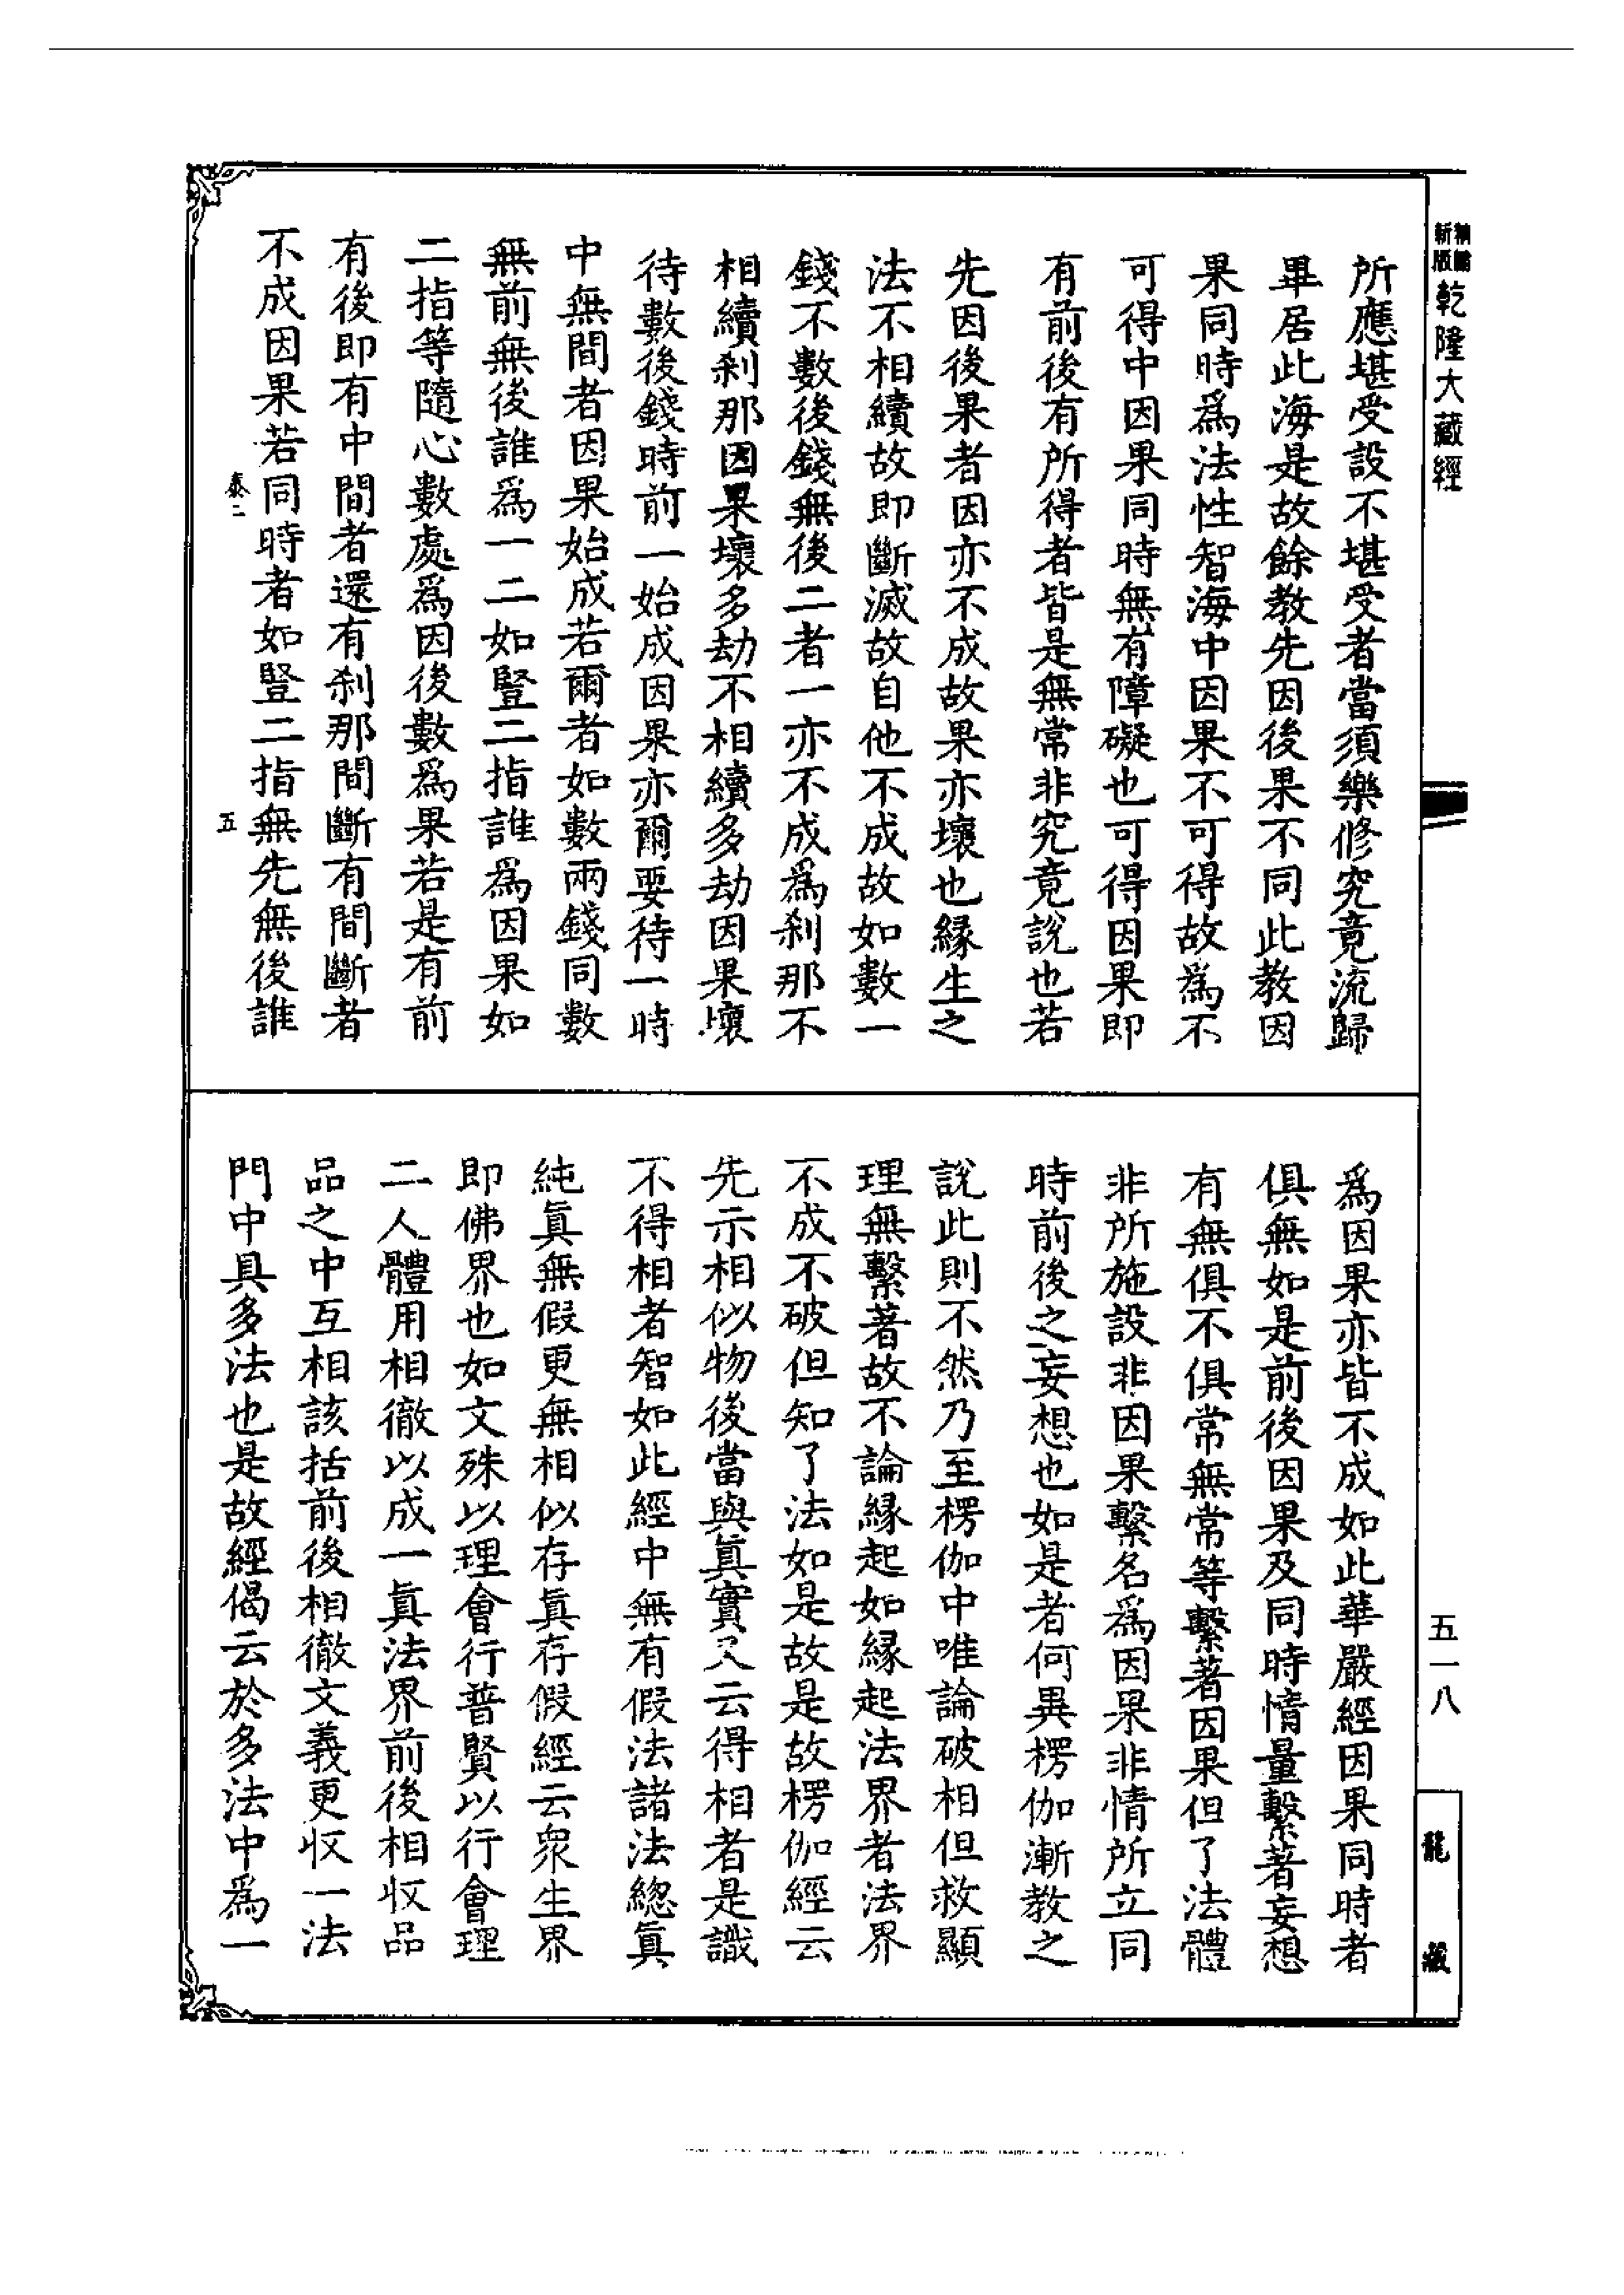 新版 精縮 乾隆大藏經
所應堪受設不堪受者當須樂修究竟流歸
畢居此海是故餘教先因後果不同此教因
果同時爲法性智海中因果不可得故爲不
可得中因果同時無有障礙也可得因果即
有前後有所得者皆是無常非究竟說也若
先因後果者因亦不成故果亦壞也緣生之
法不相續故即斷滅故自他不成故如數一
錢不數後錢無後二者一亦不成爲刹那不
相續刹那因果壞多劫不相續多劫因果壞
待數後錢時前一始成因果亦爾要待一時
中無間者因果始成若爾者如數兩錢同數
無前無後誰爲一二如豎二指誰爲因果如
二指等隨心數處爲因後數爲果若是有前
有後即有中間者還有刹那間斷有間斷者
不成因果若同時者如豎二指無先無後誰
泰二 五
爲因果亦皆不成如此華嚴經因果同時者
俱無如是前後因果及同時情量繫著妄想
有無俱不俱常無常等繫著因果但了法體
非所施設非因果繫名爲因果非情所立同
時前後之妄想也如是者何異楞伽漸教之
說此則不然乃至楞伽中唯論破相但救顯
理無繫著故不論緣起如緣起法界者法界
不成不破但知了法如是故是故楞伽經云
先示相似物後當與眞實又云得相者是識
不得相者智如此經中無有假法諸法總眞
純眞無假更無相似存眞存假經云衆生界
即佛界也如文殊以理會行普賢以行會理
二人體用相徹以成一眞法界前後相收品
品之中互相該括前後相徹文義更收一法
門中具多法也是故經偈云於多法中爲一
五一八
龍藏